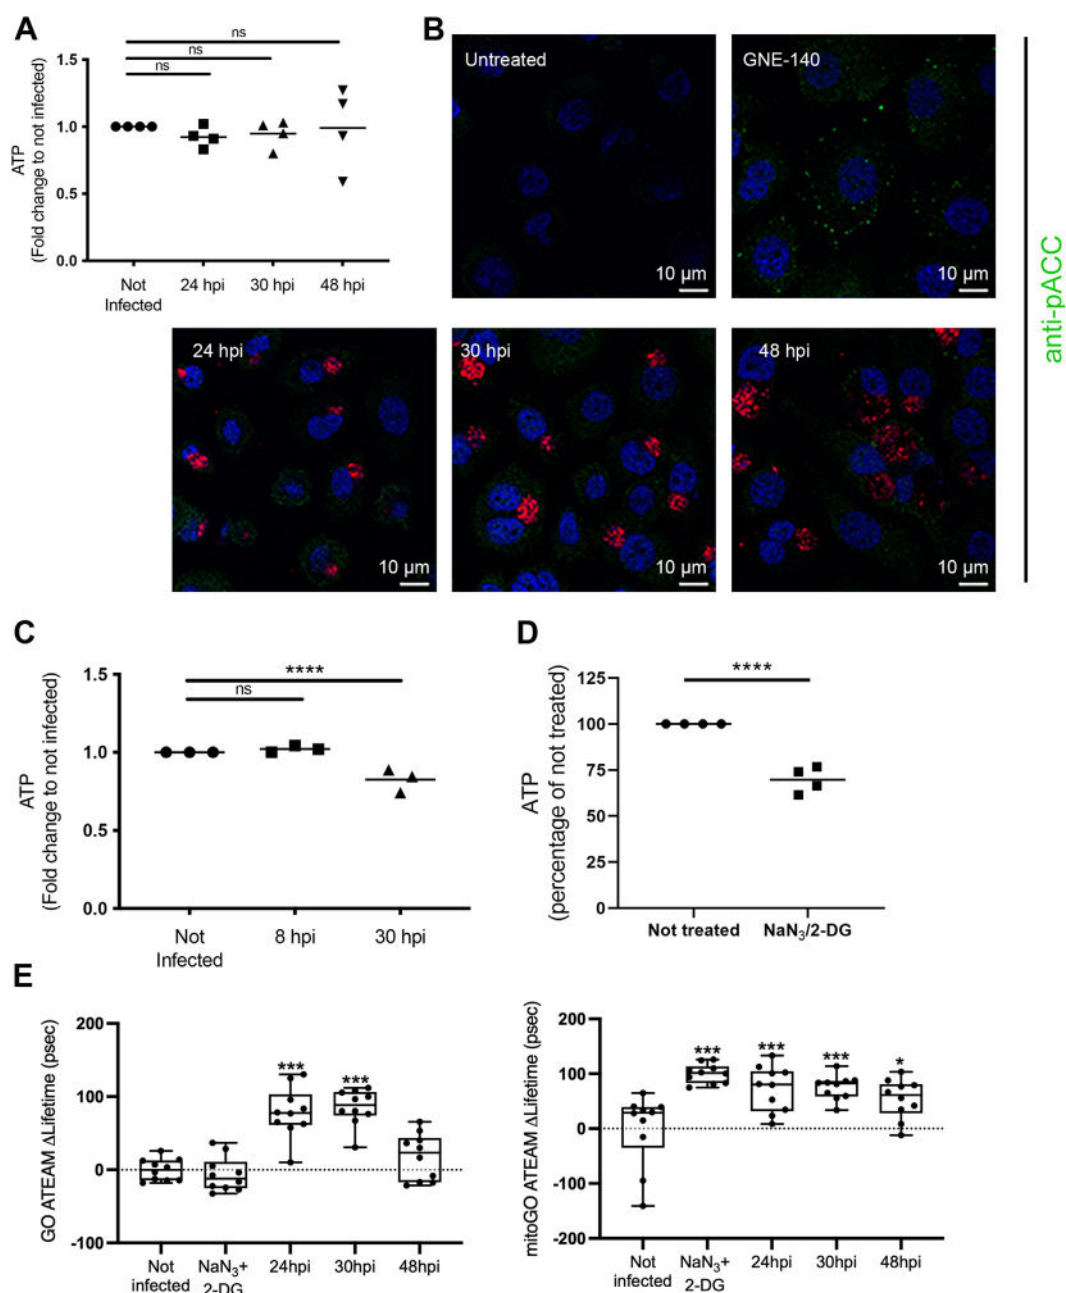 A
ns
ns
ns
1.5
1.0
0.5
0.0
ATP
(Fold change to not infected)
Not
Infected
24 hpi
30 hpi
48 hpi
B
Untreated
10 µm
GNE-140
10 µm
24 hpi
10 µm
30 hpi
10 µm
48 hpi
10 µm
anti-pACC
C
****
ns
1.5
1.0
0.5
0.0
ATP
(Fold change to not infected)
Not
Infected
8 hpi
30 hpi
D
****
125
100
75
50
25
0
ATP
(percentage of not treated)
Not treated
NaN₃/2-DG
E
200
100
0
-100
GO ATEAM ΔLifetime (psec)
***
***
Not
infected
NaN₃+
2-DG
24hpi
30hpi
48hpi
200
100
0
-100
-200
mitoGO ATEAM ΔLifetime (psec)
***
***
***
*
Not
infected
NaN₃+
2-DG
24hpi
30hpi
48hpi